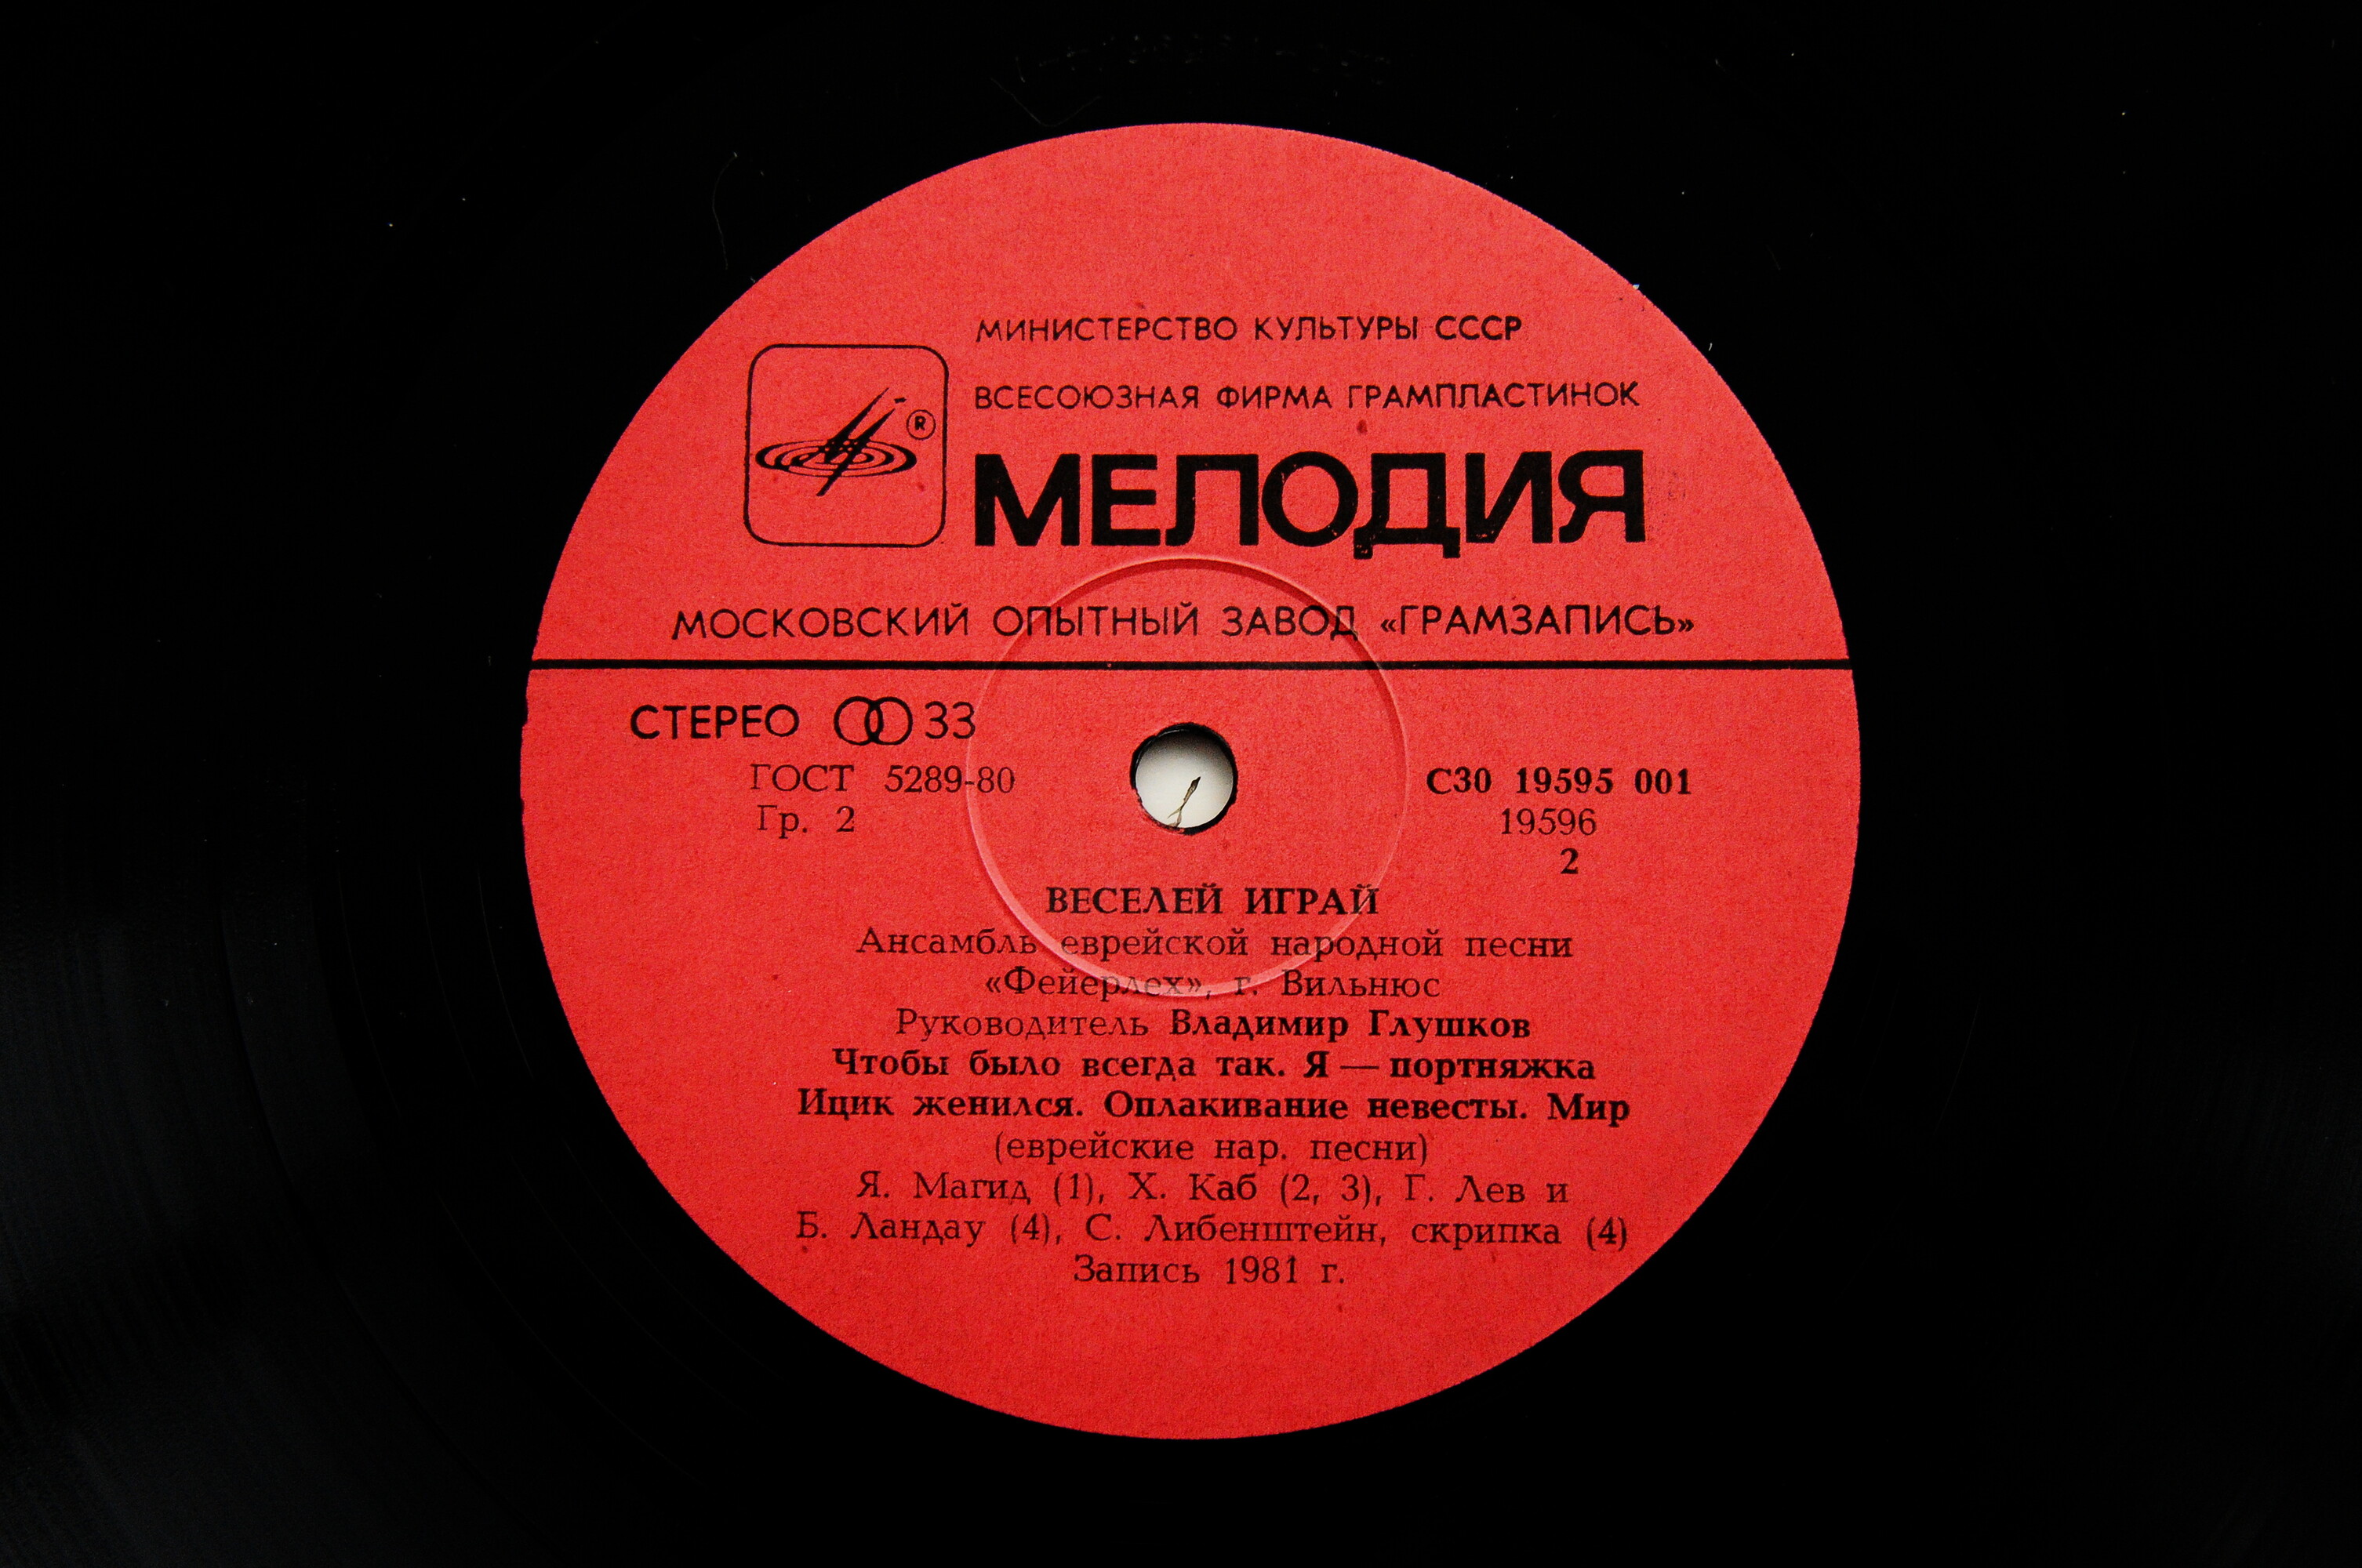 МИНИСТЕРСТВО КУЛЬТУРЫ СССР
ВСЕСОЮЗНАЯ ФИРМА ГРАМПЛАСТИНОК
®
МЕЛОДИЯ
МОСКОВСКИЙ ОПЫТНЫЙ ЗАВОД «ГРАМЗАПИСЬ»
СТЕРЕО 33
ГОСТ 5289-80
Гр. 2
С30 19595 001
19596
2
ВЕСЕЛЕЙ ИГРАЙ
Ансамбль еврейской народной песни
«Фейерлех», г. Вильнюс
Руководитель Владимир Глушков
Чтобы было всегда так. Я — портняжка
Ицик женился. Оплакивание невесты. Мир
(еврейские нар. песни)
Я. Магид (1), Х. Каб (2, 3), Г. Лев и
Б. Ландау (4), С. Либенштейн, скрипка (4)
Запись 1981 г.